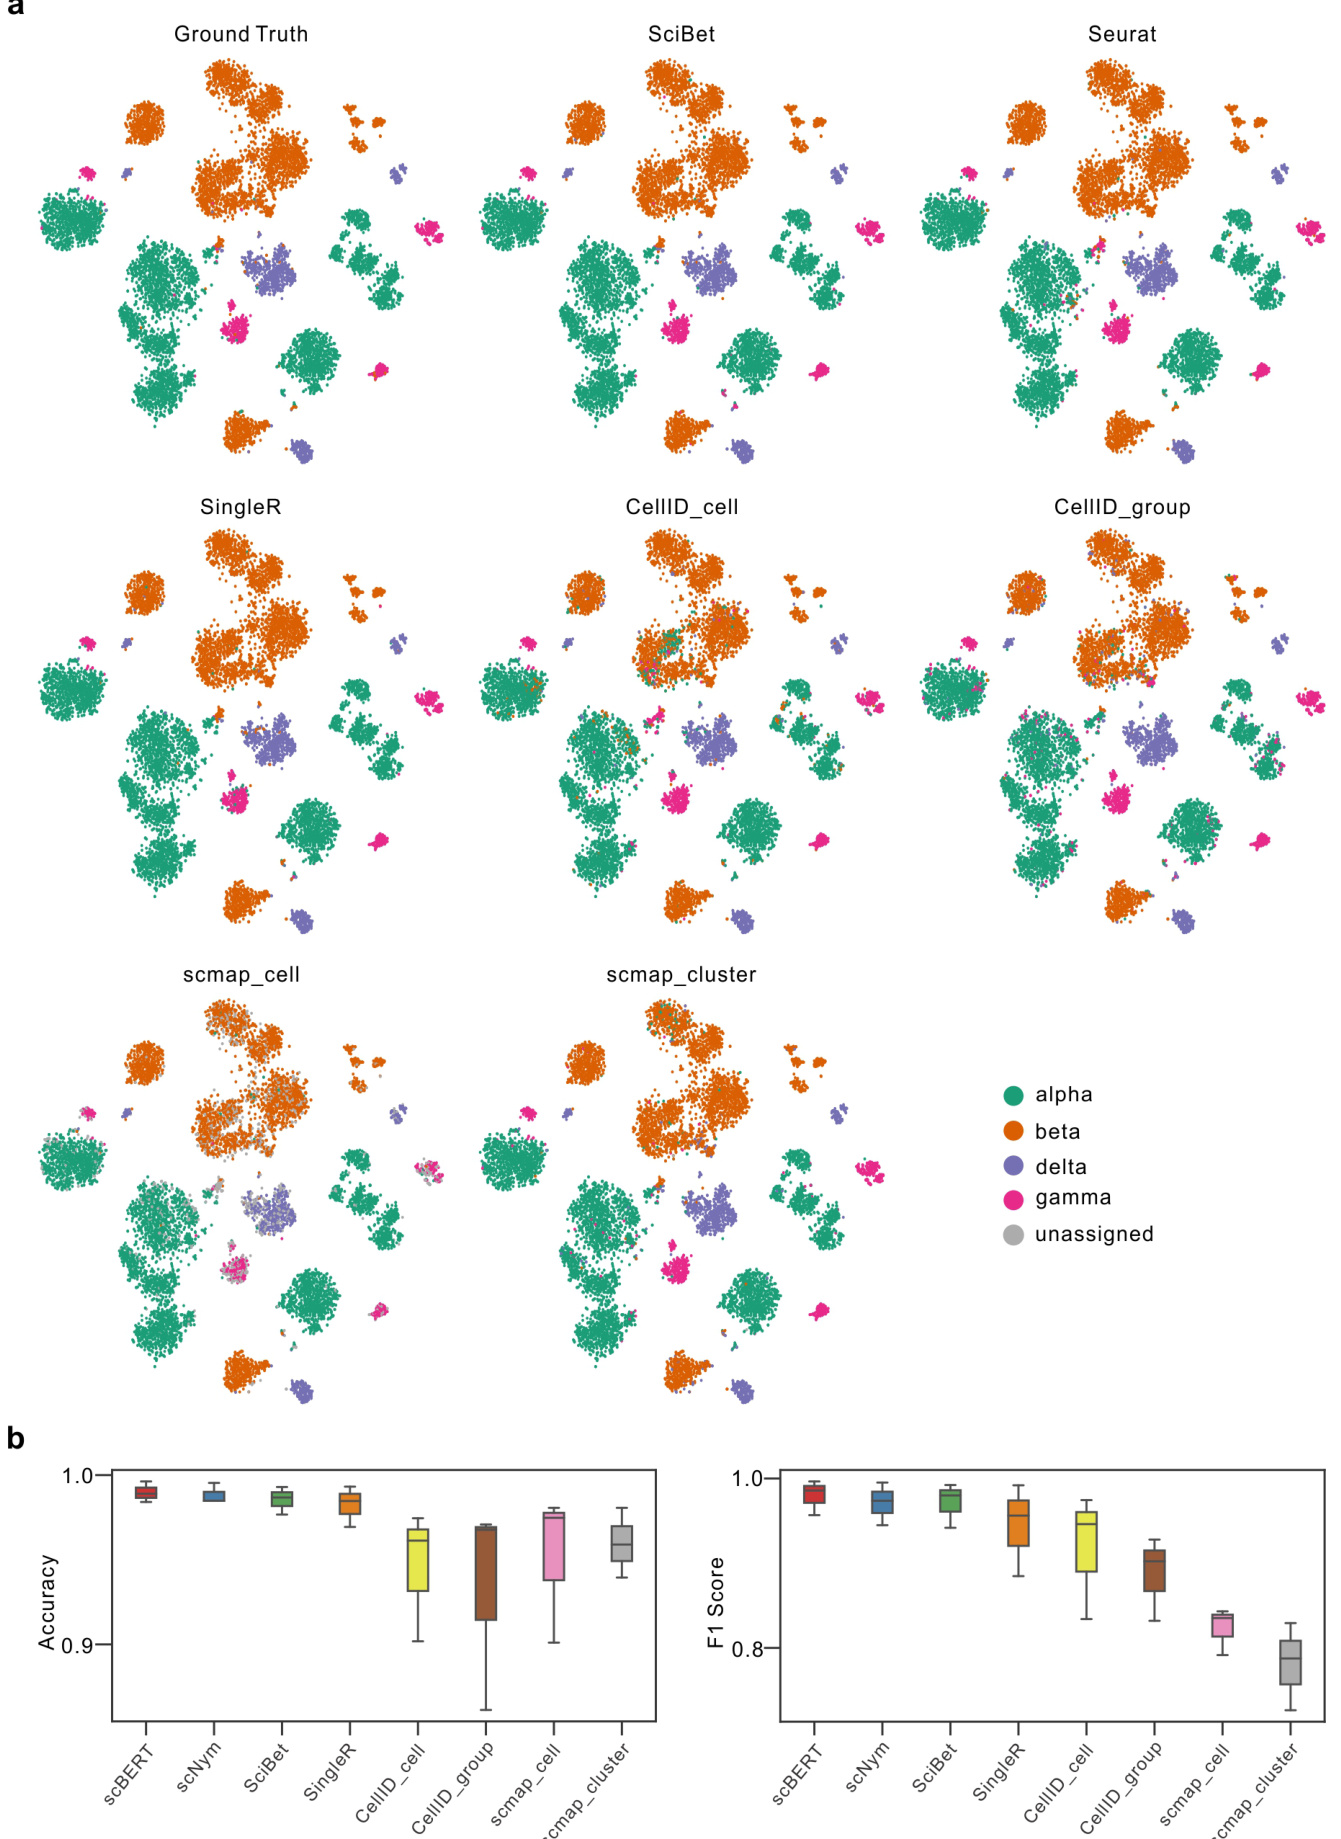 a
Ground Truth
SciBet
Seurat
SingleR
CellID_cell
CellID_group
scmap_cell
scmap_cluster
alpha
beta
delta
gamma
unassigned
b
1.0
0.9
Accuracy
scBERT
scNym
SciBet
SingleR
CellID_cell
CellID_group
scmap_cell
cmap_cluster
1.0
0.8
F1 Score
scBERT
scNym
SciBet
SingleR
CellID_cell
CellID_group
scmap_cell
cmap_cluster